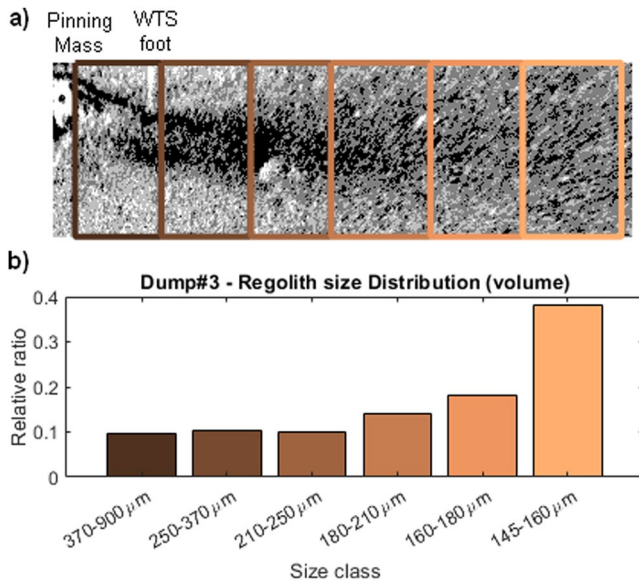 a)
Pinning Mass
WTS foot
b)
Dump#3 - Regolith size Distribution (volume)
Relative ratio
0.4
0.3
0.2
0.1
0
370-900 μm
250-370 μm
210-250 μm
180-210 μm
160-180 μm
145-160 μm
Size class